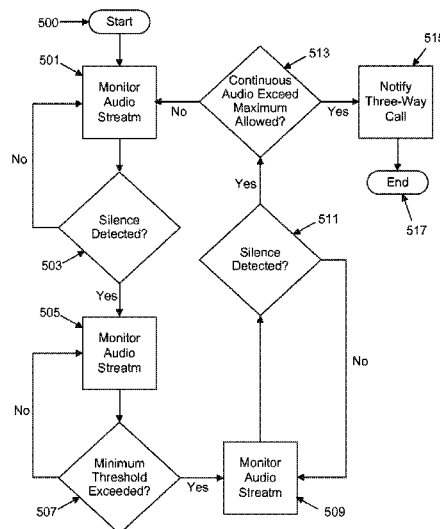 500
Start
501
Monitor
Audio
Streatm
No
Silence
Detected?
503
Yes
505
Monitor
Audio
Streatm
No
Minimum
Threshold
Exceeded?
507
Yes
Monitor
Audio
Streatm
509
No
Silence
Detected?
511
Yes
Continuous
Audio Exceed
Maximum
Allowed?
513
No
Yes
515
Notify
Three-Way
Call
End
517